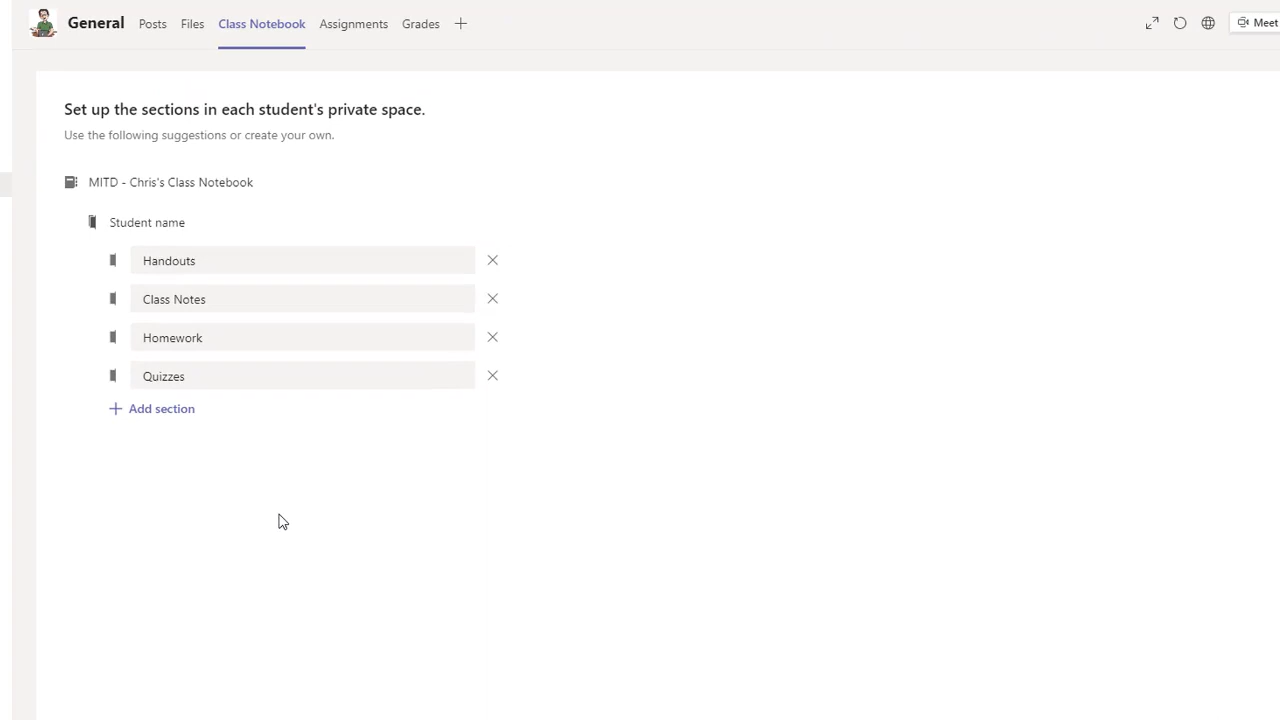 General Posts Files Class Notebook Assignments Grades Meet
Set up the sections in each student's private space.
Use the following suggestions or create your own.
MITD - Chris's Class Notebook
Student name
Handouts
Class Notes
Homework
Quizzes
Add section